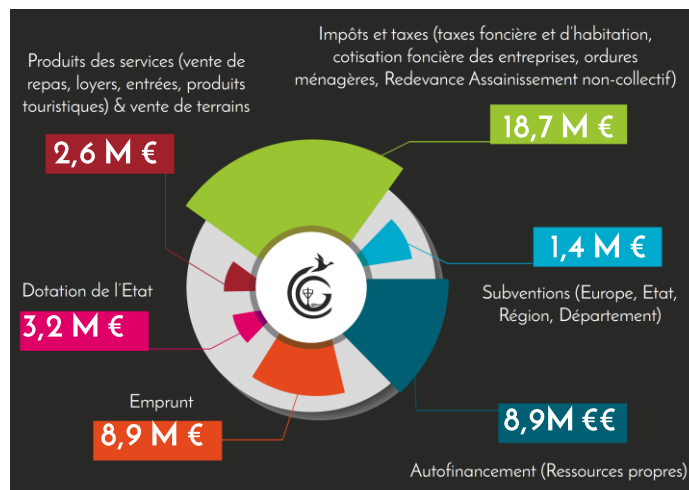 Impôts et taxes (taxes foncière et d'habitation,
cotisation foncière des entreprises, ordures
ménagères, Redevance Assainissement non-collectif)
18,7 M €
Produits des services (vente de
repas, loyers, entrées, produits
touristiques) & vente de terrains
2,6 M €
1,4 M €
Subventions (Europe, Etat,
Région, Département)
Dotation de l'Etat
3,2 M €
Emprunt
8,9 M €
8,9M €€
Autofinancement (Ressources propres)